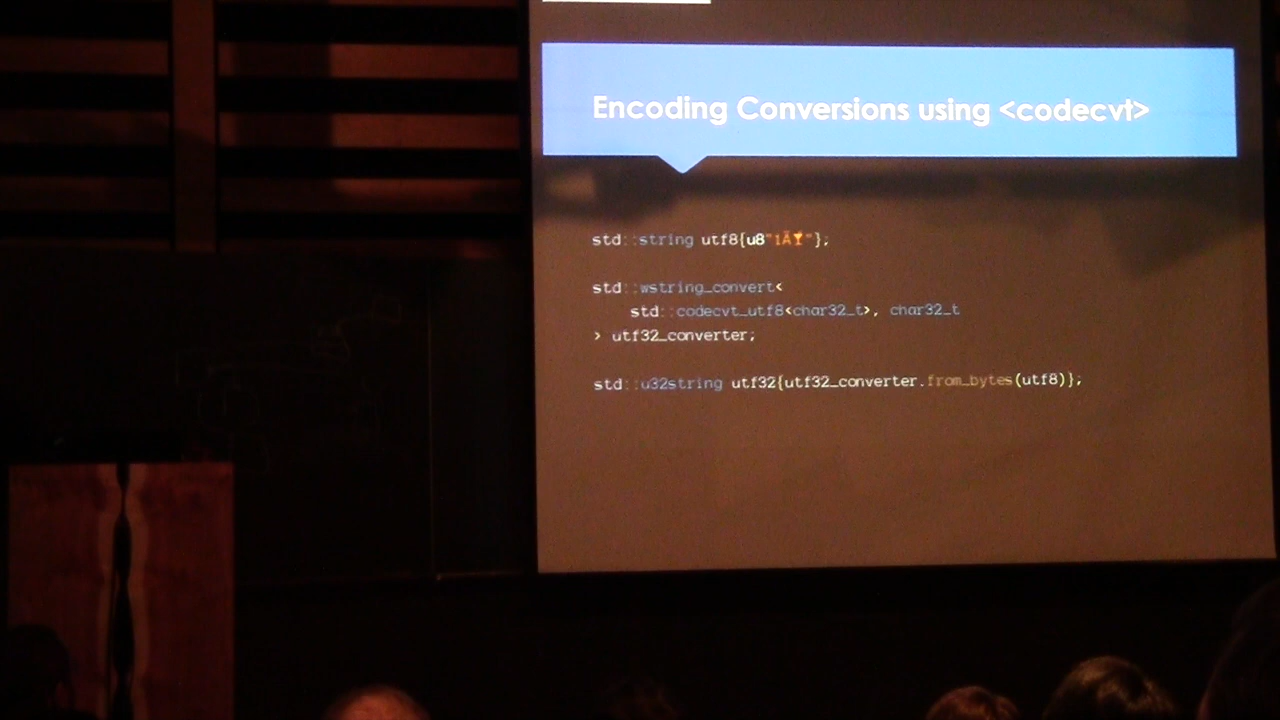 Encoding Conversions using <codecvt>
std::string utf8{u8"iÃ🍸"};
std::wstring_convert<
std::codecvt_utf8<char32_t>, char32_t
> utf32_converter;
std::u32string utf32{utf32_converter.from_bytes(utf8)};